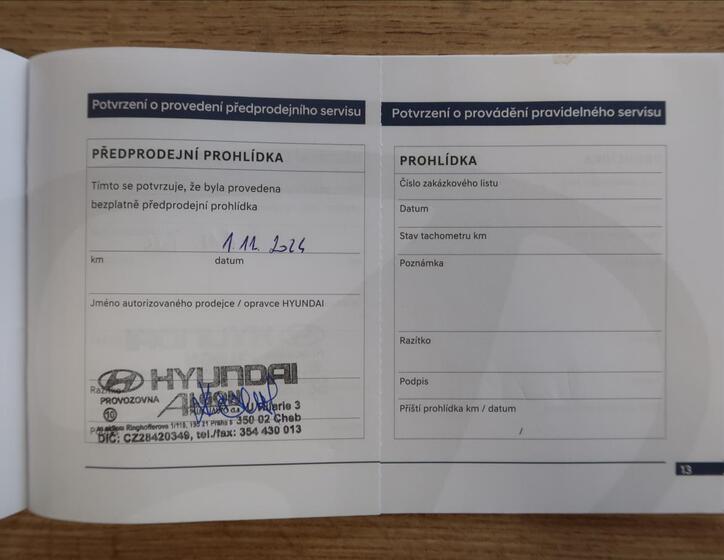 Potvrzení o provedení předprodejního servisu
PŘEDPRODEJNÍ PROHLÍDKA
Tímto se potvrzuje, že byla provedena
bezplatně předprodejní prohlídka
1.11. 2024
km datum
Jméno autorizovaného prodejce / opravce HYUNDAI
HYUNDAI
PROVOZOVNA
10
350 02 Cheb
DIČ: CZ28420349, tel./fax: 354 430 013
Potvrzení o provádění pravidelného servisu
PROHLÍDKA
Číslo zakázkového listu
Datum
Stav tachometru km
Poznámka
Razítko
Podpis
Příští prohlídka km / datum
/
13